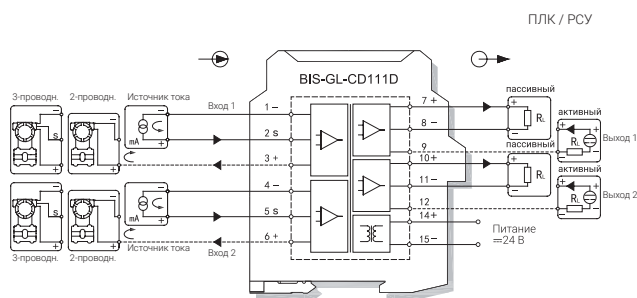 ПЛК / РСУ
BIS-GL-CD111D
3-проводн. 2-проводн. Источник тока
Вход 1
- - - +
S mA
+ +
1 -
2 s
3 +
4 -
5 s
6 +
- - - +
S mA
+ +
Вход 2
3-проводн. 2-проводн. Источник тока
7 +
8 -
9
10+
11-
12
14+
15-
пассивный
+ RL -
активный
+ RL -
Выход 1
пассивный
+ RL -
активный
+ RL -
Выход 2
Питание
⎓24 В